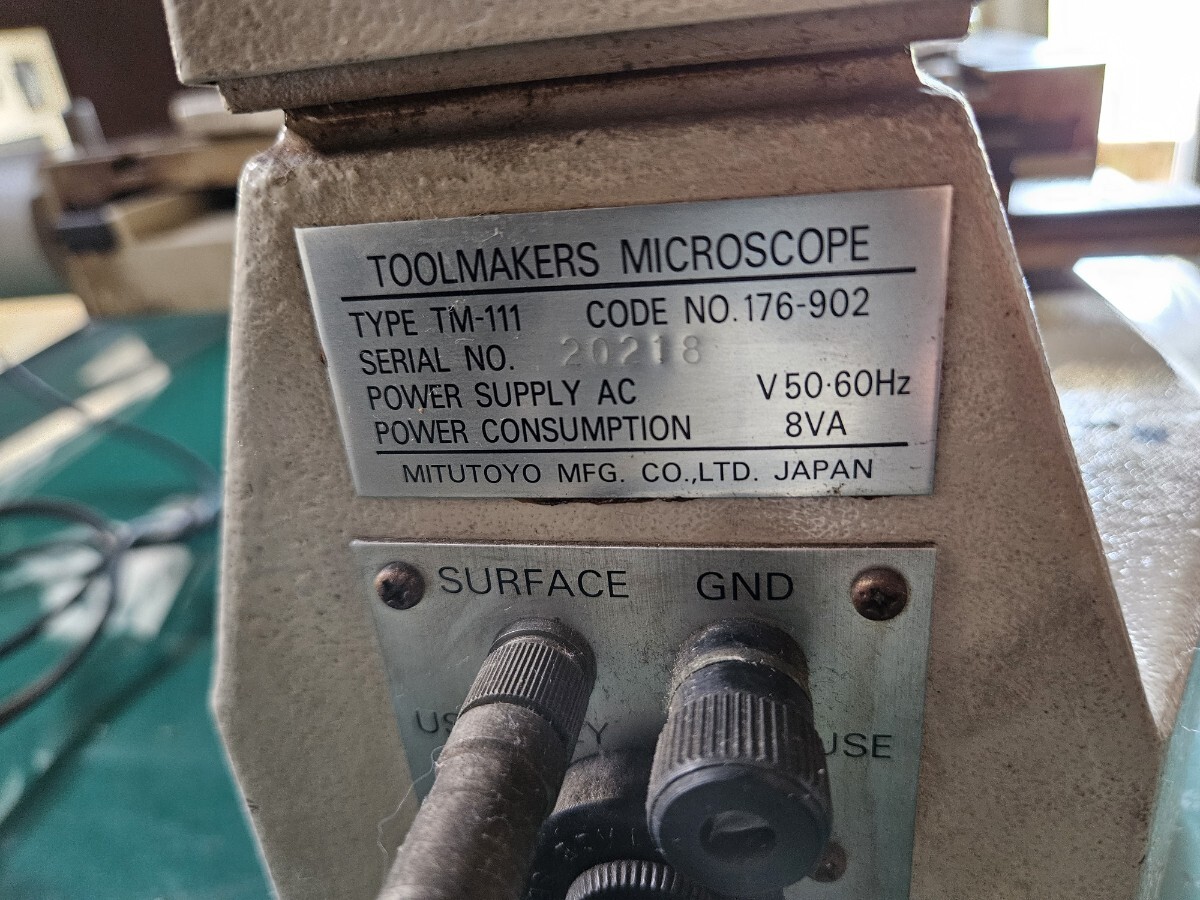 TOOLMAKERS MICROSCOPE
TYPE TM-111 CODE NO. 176-902
SERIAL NO. 20218
POWER SUPPLY AC V 50·60Hz
POWER CONSUMPTION 8VA
MITUTOYO MFG. CO.,LTD. JAPAN
SURFACE GND